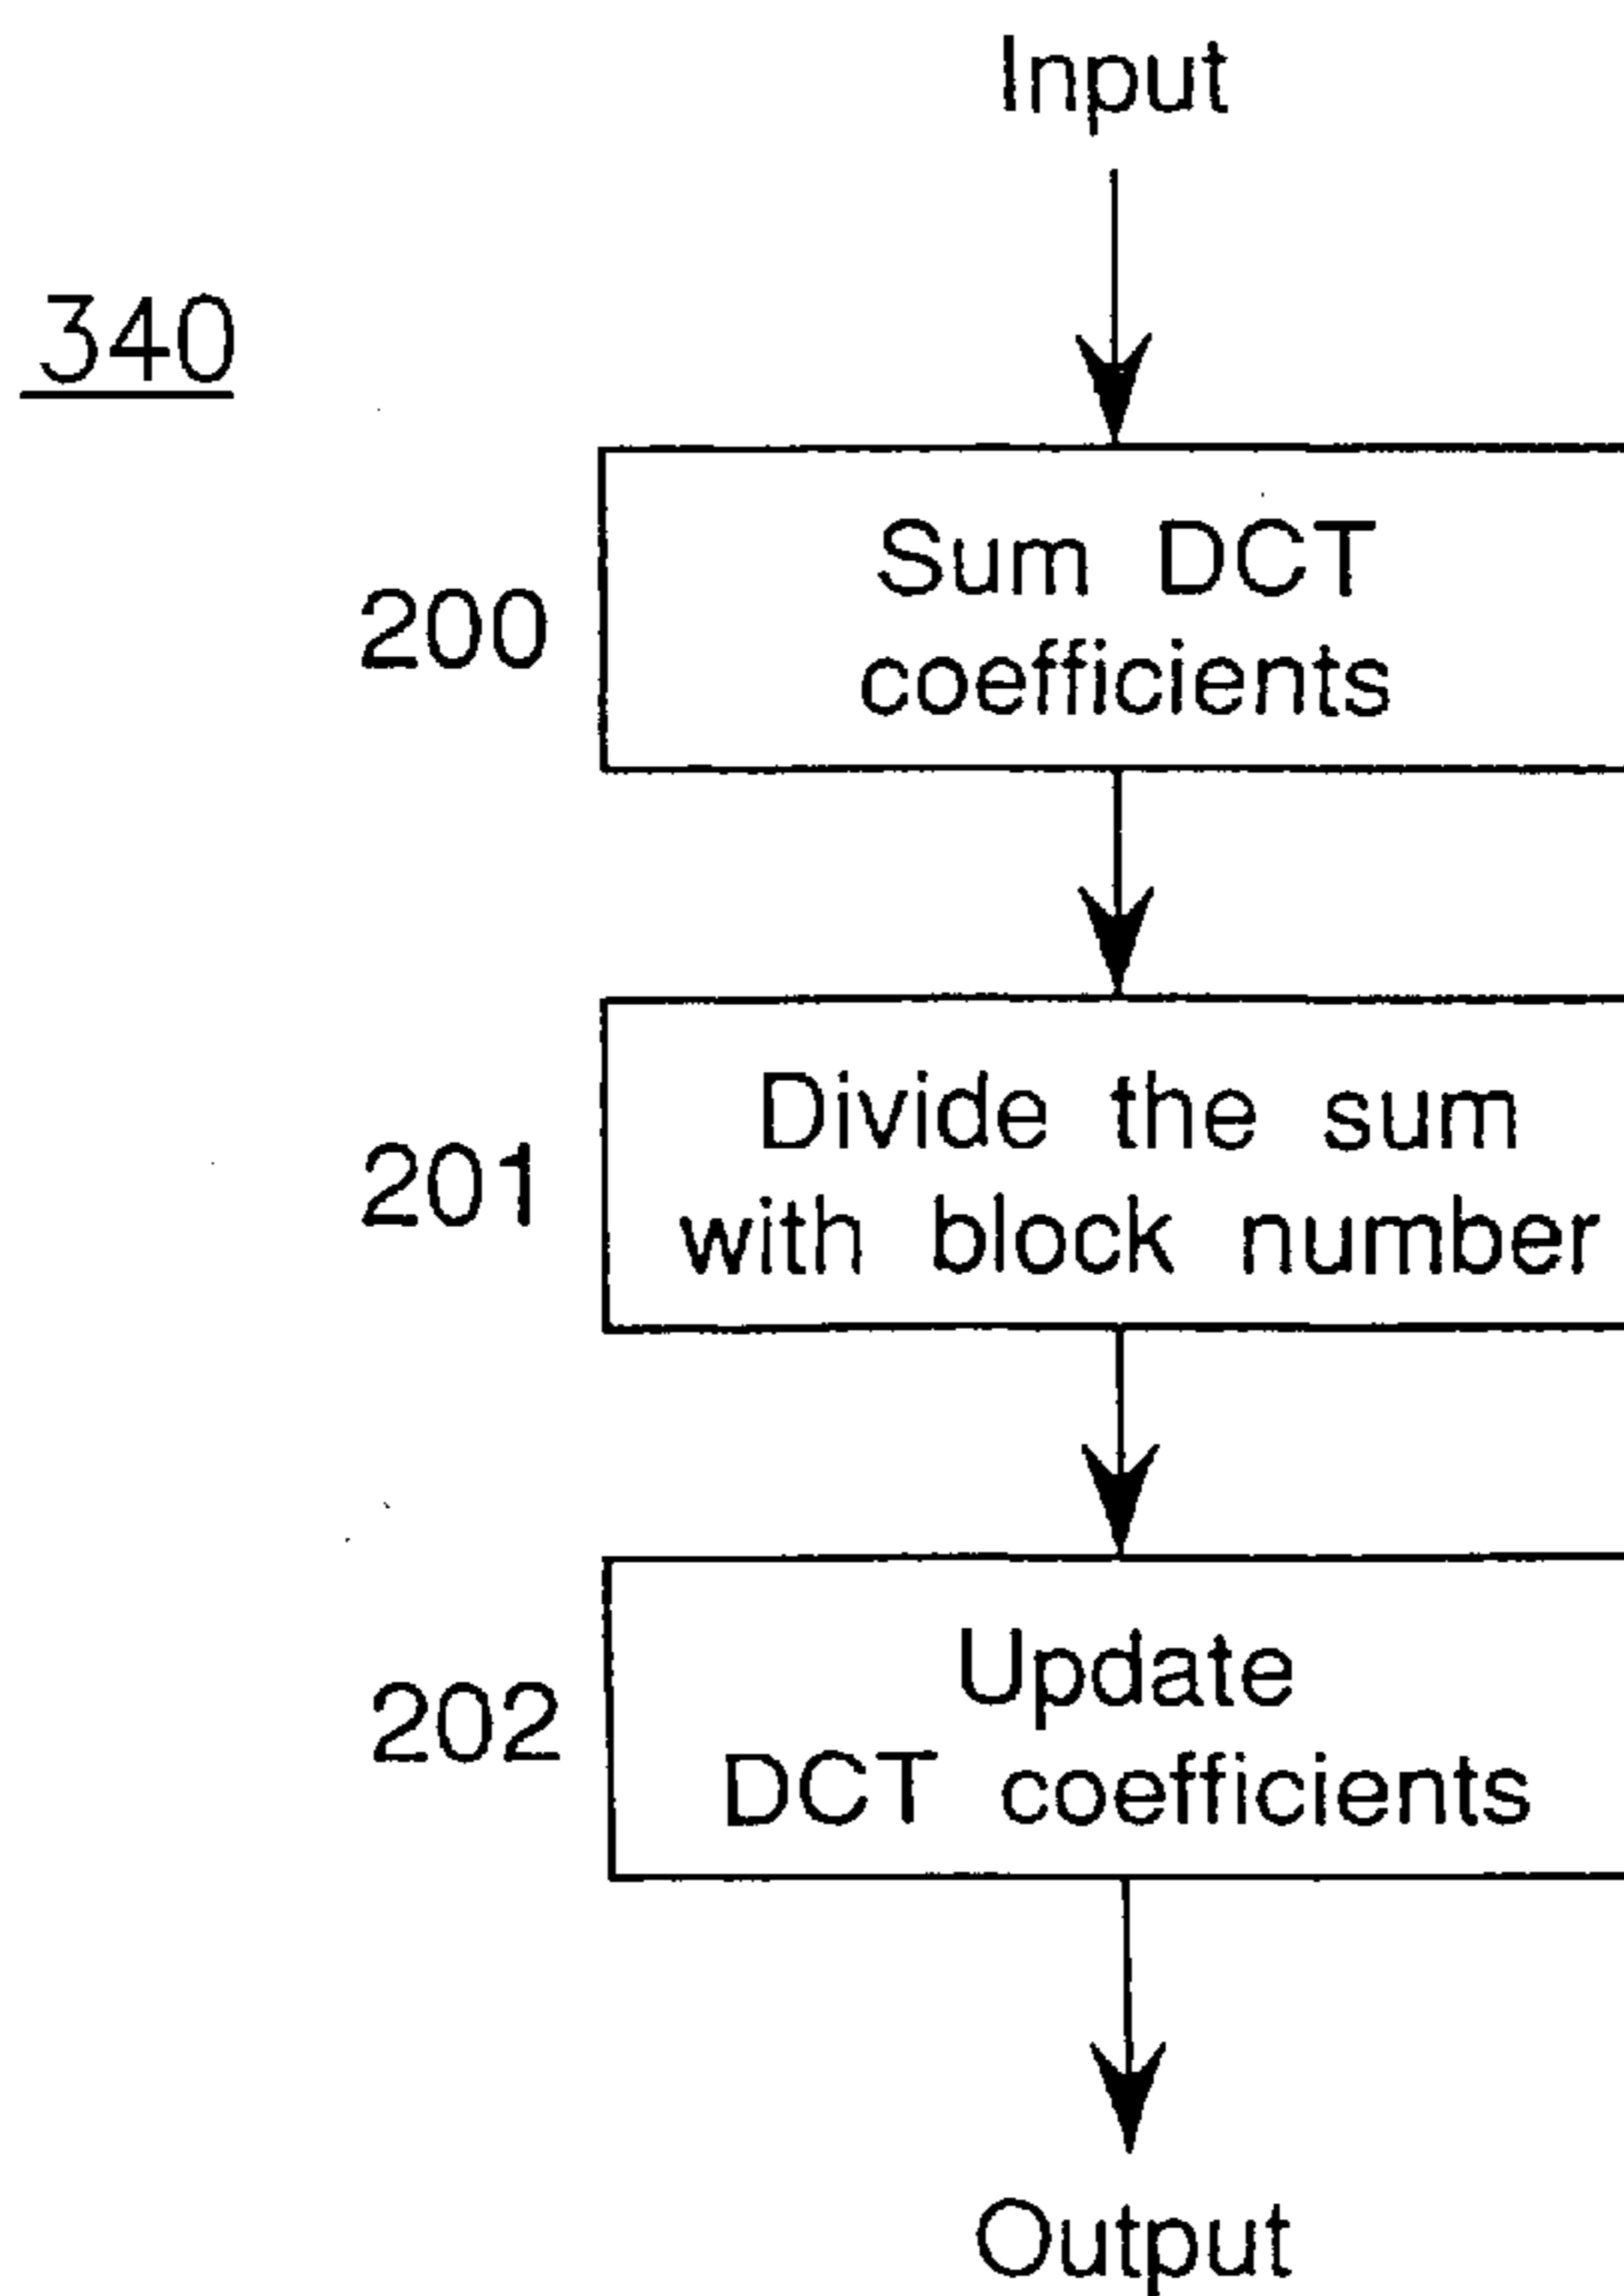 Input
340
Sum DCT
200
coefficients
Divide the sum
201
with block number
Update
202
DCT coefficients
Output